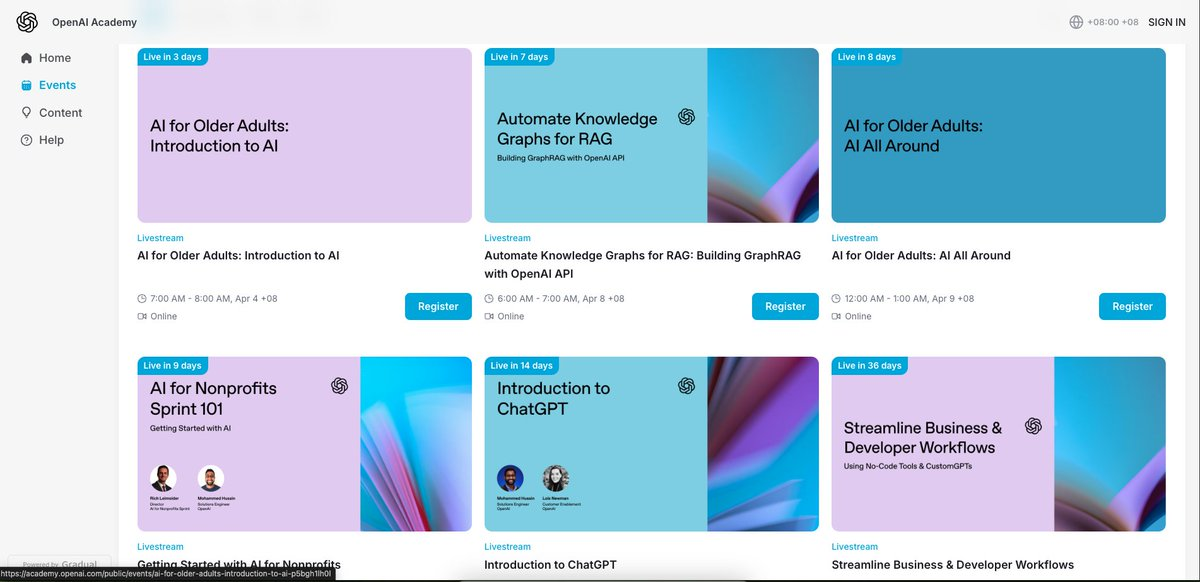 OpenAI Academy
+08:00 +08
SIGN IN
Home
Events
Content
Help
Live in 3 days
AI for Older Adults:
Introduction to AI
Livestream
AI for Older Adults: Introduction to AI
7:00 AM - 8:00 AM, Apr 4 +08
Online
Register
Live in 7 days
Automate Knowledge
Graphs for RAG
Building GraphRAG with OpenAI API
Livestream
Automate Knowledge Graphs for RAG: Building GraphRAG
with OpenAI API
6:00 AM - 7:00 AM, Apr 8 +08
Online
Register
Live in 8 days
AI for Older Adults:
AI All Around
Livestream
AI for Older Adults: AI All Around
12:00 AM - 1:00 AM, Apr 9 +08
Online
Register
Live in 9 days
AI for Nonprofits
Sprint 101
Getting Started with AI
Rich Leimsider
Director
AI for Nonprofits Sprint
Mohammed Husain
Solutions Engineer
OpenAI
Livestream
Getting Started with AI for Nonprofits
Live in 14 days
Introduction to
ChatGPT
Mohammed Husain
Solutions Engineer
OpenAI
Lois Newman
Customer Enablement
OpenAI
Livestream
Introduction to ChatGPT
Live in 36 days
Streamline Business &
Developer Workflows
Using No-Code Tools & CustomGPTs
Livestream
Streamline Business & Developer Workflows
Powered by Gradual
https://academy.openai.com/public/events/ai-for-older-adults-introduction-to-ai-p5bgh1lh0l